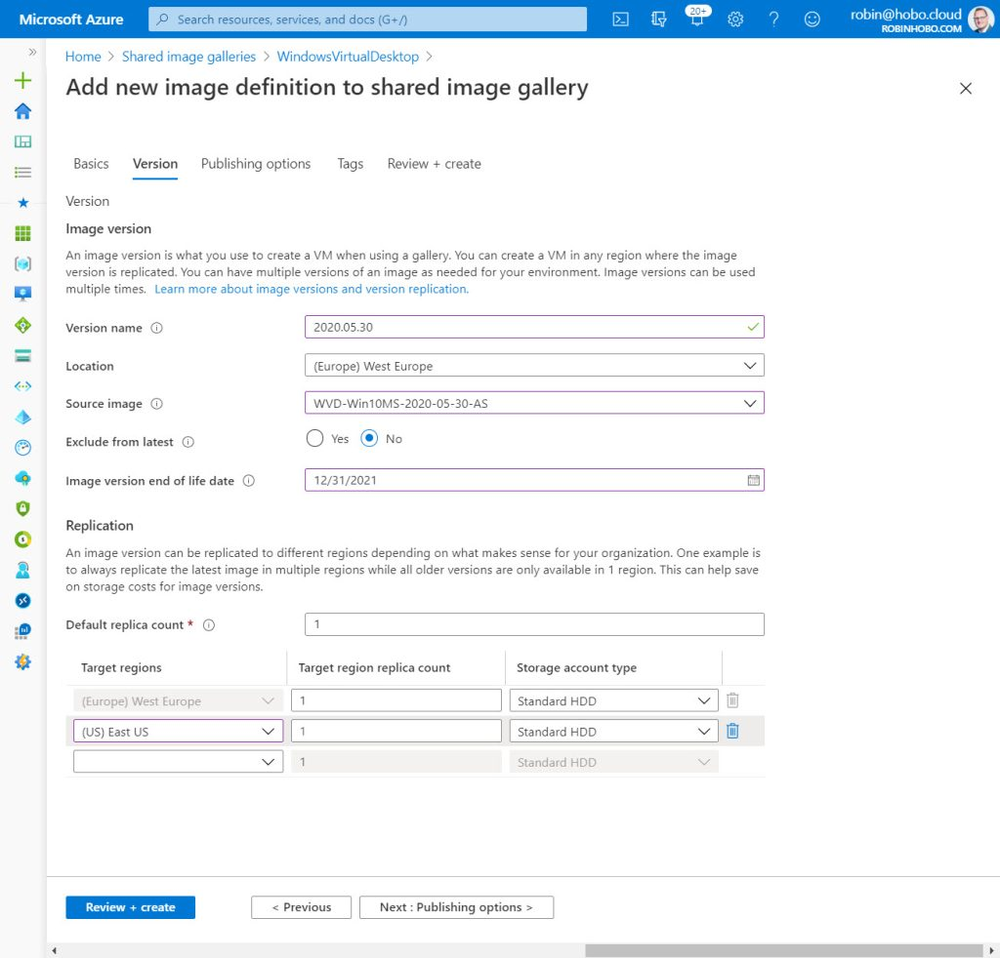 Microsoft Azure
Search resources, services, and docs (G+/)
20+
robin@hobo.cloud
ROBINHOBO.COM
Home > Shared image galleries > WindowsVirtualDesktop >
Add new image definition to shared image gallery
Basics Version Publishing options Tags Review + create
Version
Image version
An image version is what you use to create a VM when using a gallery. You can create a VM in any region where the image
version is replicated. You can have multiple versions of an image as needed for your environment. Image versions can be used
multiple times. Learn more about image versions and version replication.
Version name 2020.05.30
Location (Europe) West Europe
Source image WVD-Win10MS-2020-05-30-AS
Exclude from latest Yes No
Image version end of life date 12/31/2021
Replication
An image version can be replicated to different regions depending on what makes sense for your organization. One example is
to always replicate the latest image in multiple regions while all older versions are only available in 1 region. This can help save
on storage costs for image versions.
Default replica count * 1
Target regions Target region replica count Storage account type
(Europe) West Europe 1 Standard HDD
(US) East US 1 Standard HDD
1 Standard HDD
Review + create < Previous Next : Publishing options >